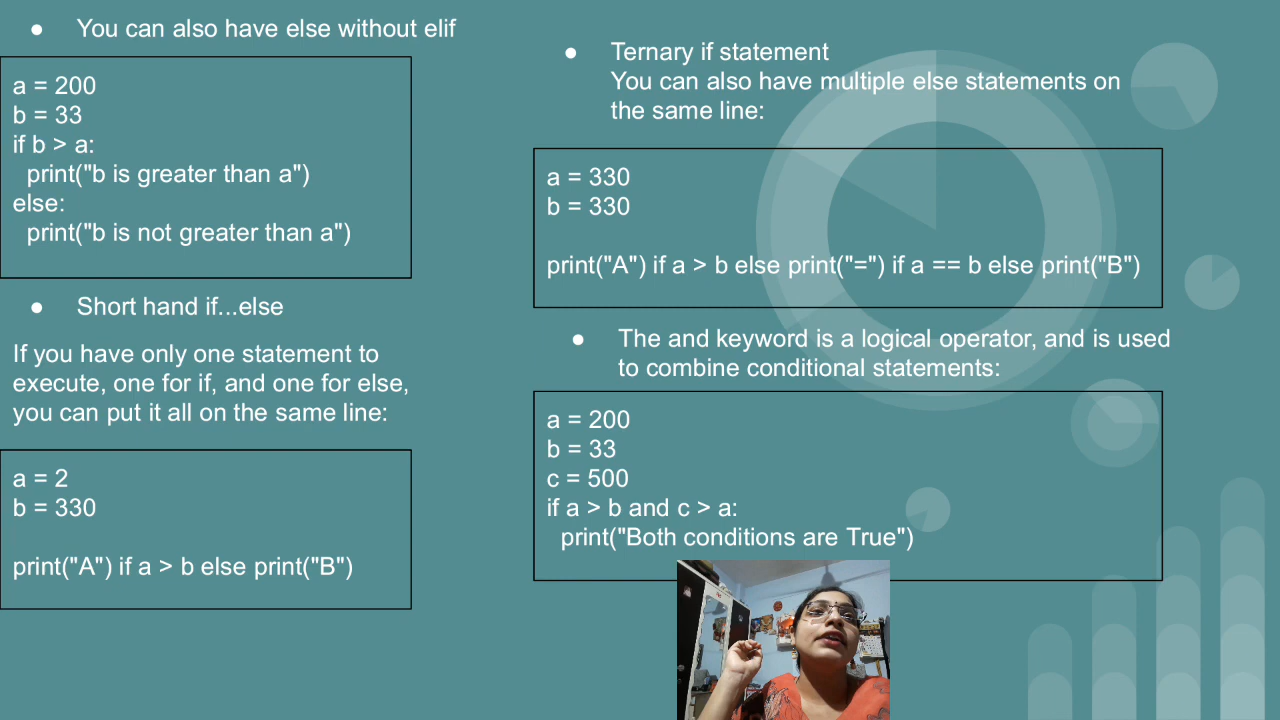 ● You can also have else without elif
a = 200
b = 33
if b > a:
  print("b is greater than a")
else:
  print("b is not greater than a")
● Short hand if...else
If you have only one statement to
execute, one for if, and one for else,
you can put it all on the same line:
a = 2
b = 330
print("A") if a > b else print("B")
● Ternary if statement
You can also have multiple else statements on
the same line:
a = 330
b = 330
print("A") if a > b else print("=") if a == b else print("B")
● The and keyword is a logical operator, and is used
to combine conditional statements:
a = 200
b = 33
c = 500
if a > b and c > a:
  print("Both conditions are True")